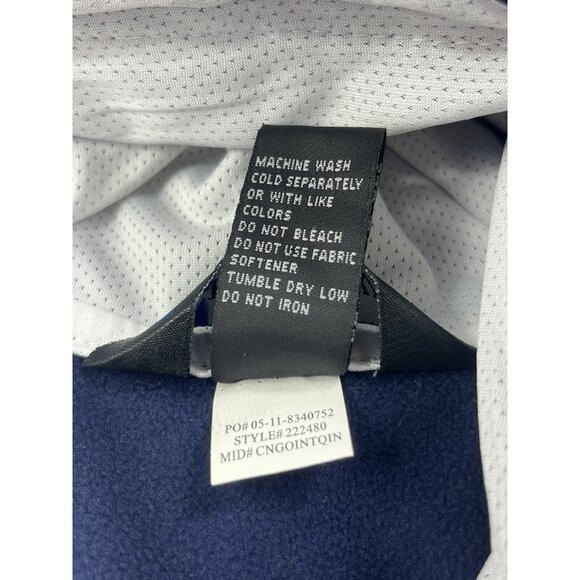 MACHINE WASH
COLD SEPARATELY
OR WITH LIKE
COLORS
DO NOT BLEACH
DO NOT USE FABRIC
SOFTENER
TUMBLE DRY LOW
DO NOT IRON
PO# 05-11-8340752
STYLE# 222480
MID# CNGOINTQIN